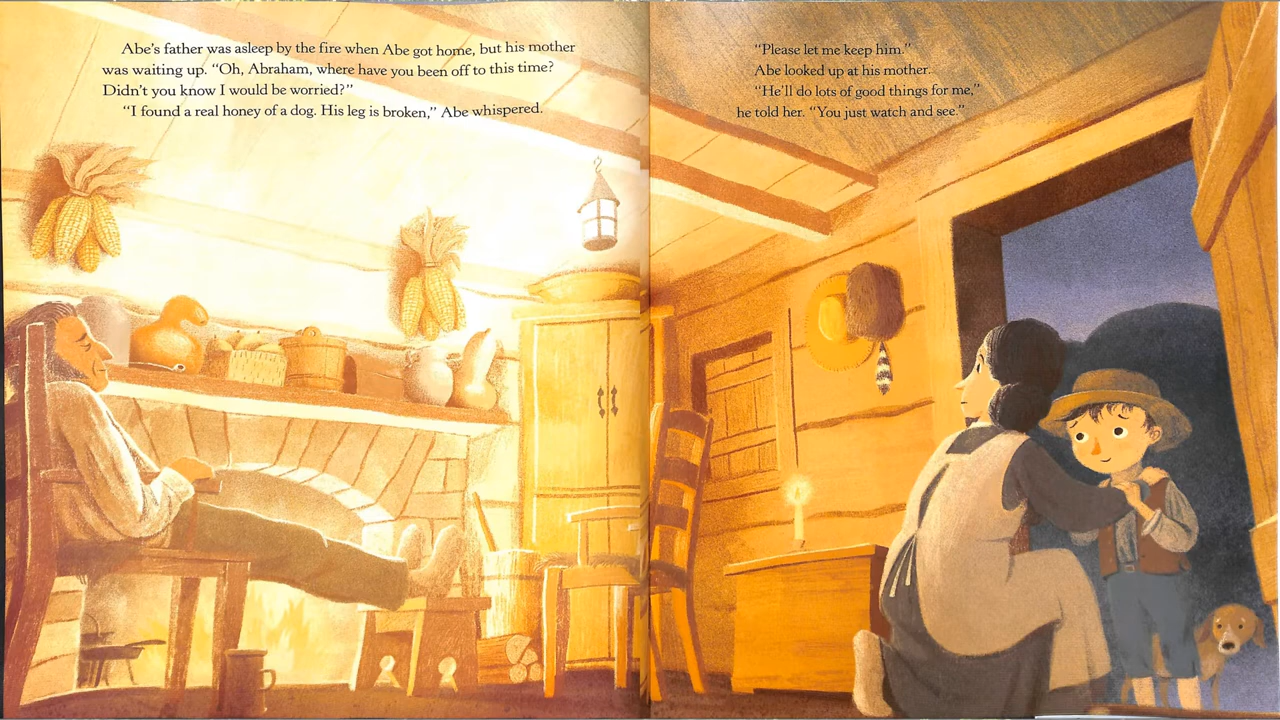 Abe's father was asleep by the fire when Abe got home, but his mother
was waiting up. “Oh, Abraham, where have you been off to this time?
Didn't you know I would be worried?”
“I found a real honey of a dog. His leg is broken,” Abe whispered.
“Please let me keep him.”
Abe looked up at his mother.
“He'll do lots of good things for me,”
he told her. “You just watch and see.”